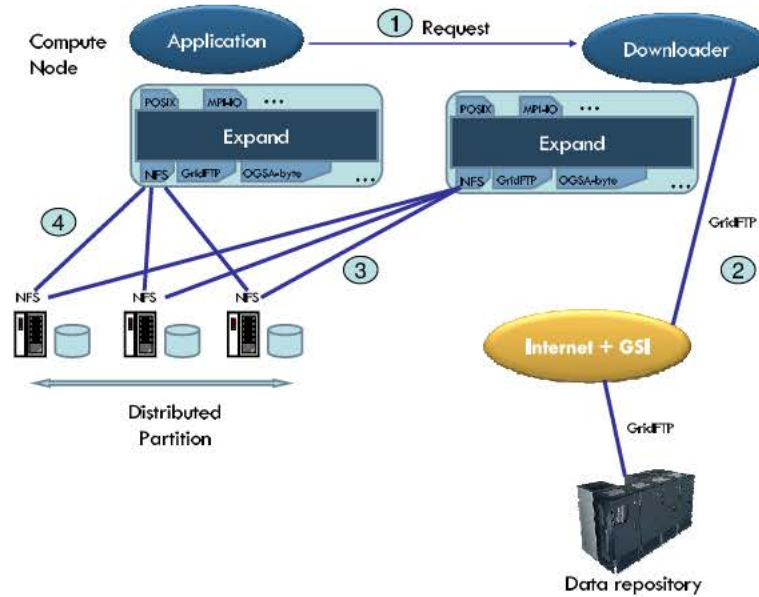 1 Request
Compute
Node
Application
Downloader
POSIX MPI-IO ...
Expand
NFS GridFTP OGSA-byte ...
POSIX MPI-IO ...
Expand
NFS GridFTP OGSA-byte ...
4
3
GridFTP
2
NFS NFS NFS
Internet + GSI
Distributed
Partition
GridFTP
Data repository